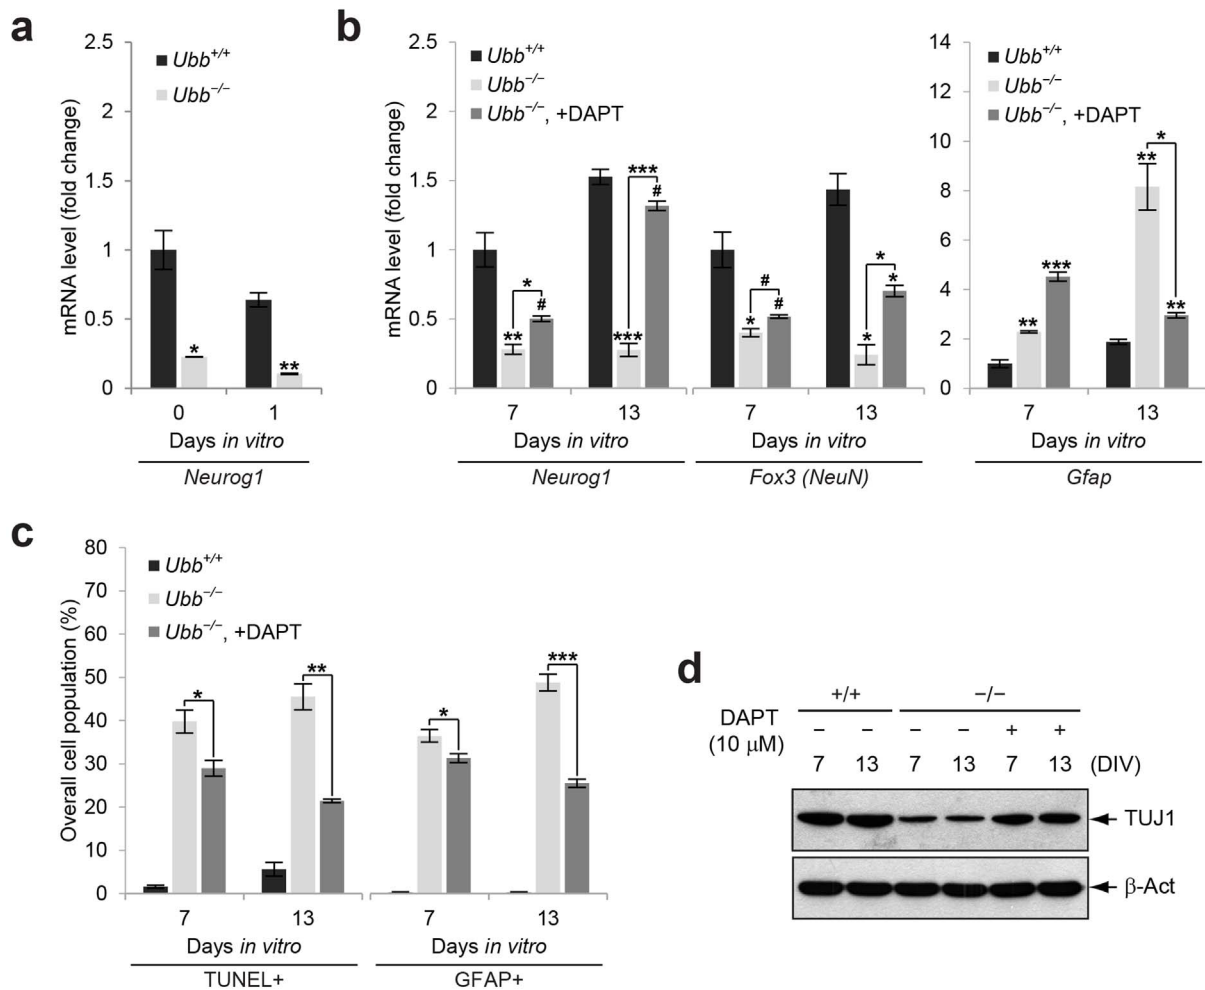 a
2.5
2
1.5
1
0.5
0
mRNA level (fold change)
Ubb+/+
Ubb−/−
*
**
0 1
Days in vitro
Neurog1
b
2.5
2
1.5
1
0.5
0
mRNA level (fold change)
Ubb+/+
Ubb−/−
Ubb−/−, +DAPT
**
*
#
***
***
#
*
#
#
*
*
*
7 13 7 13
Days in vitro Days in vitro
Neurog1 Fox3 (NeuN)
14
12
10
8
6
4
2
0
Ubb+/+
Ubb−/−
Ubb−/−, +DAPT
**
***
**
*
**
7 13
Days in vitro
Gfap
c
80
70
60
50
40
30
20
10
0
Overall cell population (%)
Ubb+/+
Ubb−/−
Ubb−/−, +DAPT
*
**
*
***
7 13 7 13
Days in vitro Days in vitro
TUNEL+ GFAP+
d
+/+ −/−
DAPT
(10 μM)
− − − − + +
7 13 7 13 7 13 (DIV)
TUJ1
β-Act